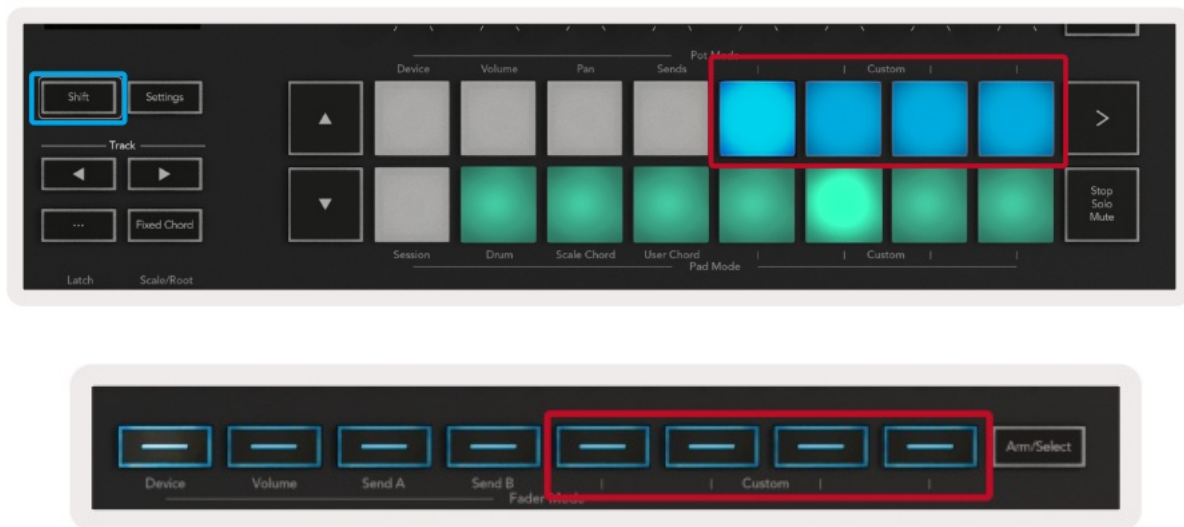 Pot Mode
Device Volume Pan Sends | | Custom | |
Shift Settings
Track
▲ >
◀ ▶
▼ Stop
Solo
Mute
... Fixed Chord
Session Drum Scale Chord User Chord | | Custom | |
Pad Mode
Latch Scale/Root
Arm/Select
Device Volume Send A Send B | | Custom | |
Fader Mode